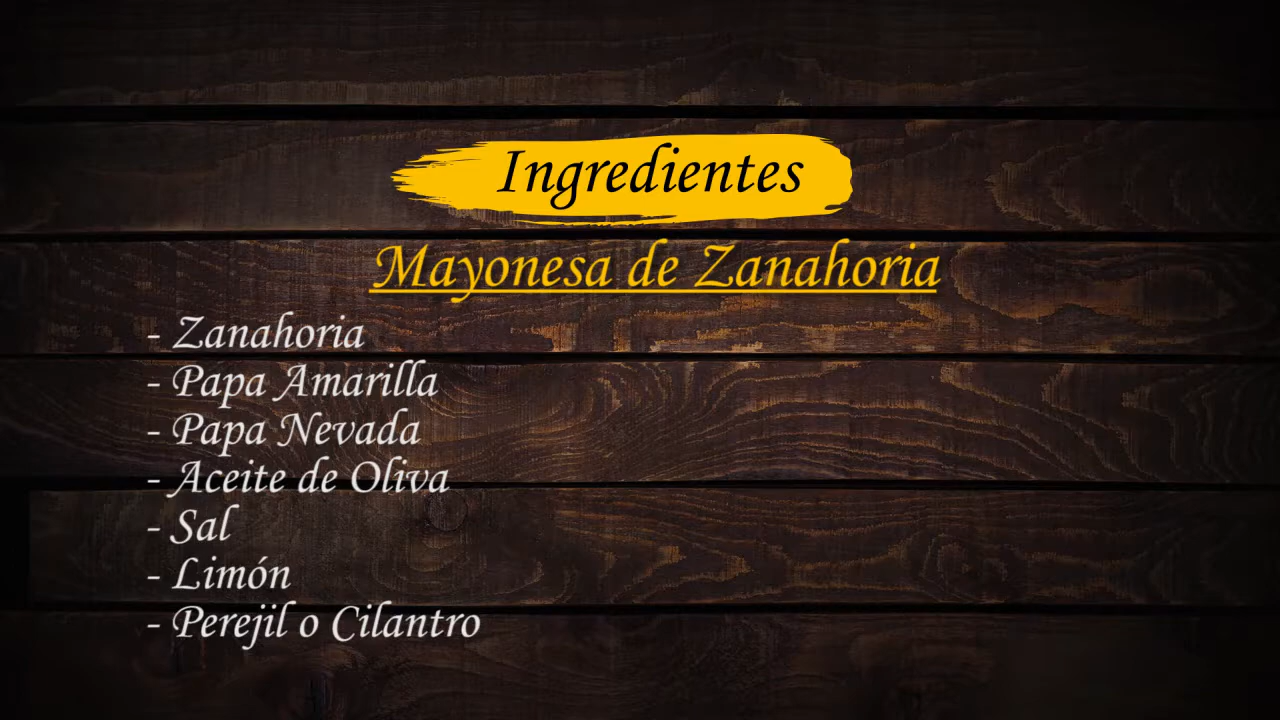 Ingredientes
Mayonesa de Zanahoria
- Zanahoria
- Papa Amarilla
- Papa Nevada
- Aceite de Oliva
- Sal
- Limón
- Perejil o Cilantro